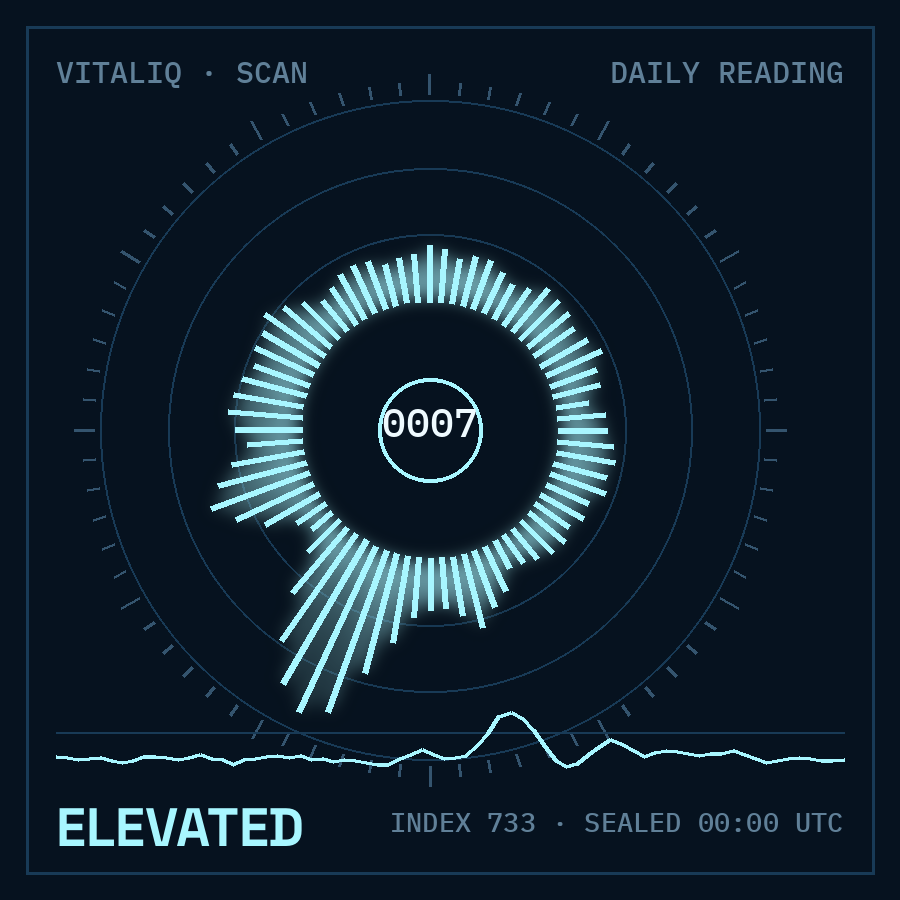 VITALIQ · SCAN
DAILY READING
0007
ELEVATED
INDEX 733 · SEALED 00:00 UTC